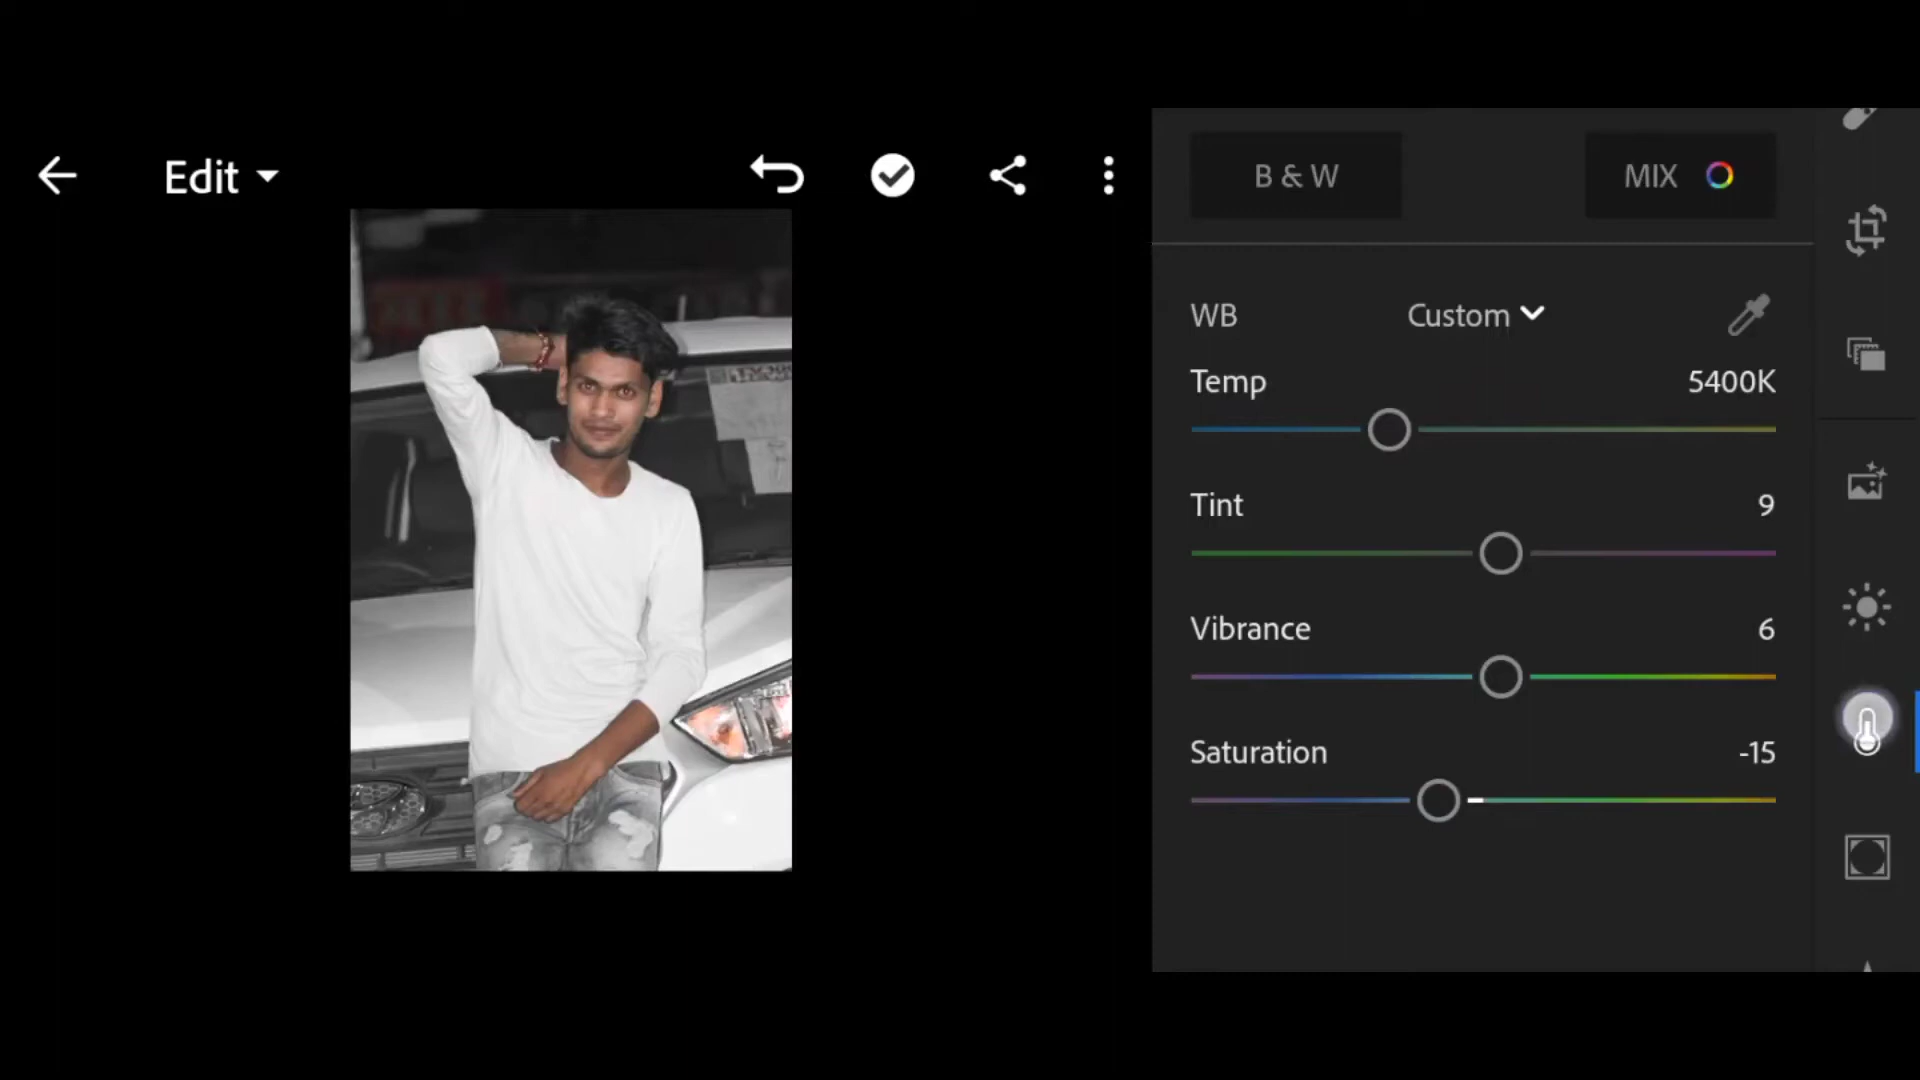 Edit
B & W
MIX
WB Custom
Temp 5400K
Tint 9
Vibrance 6
Saturation -15